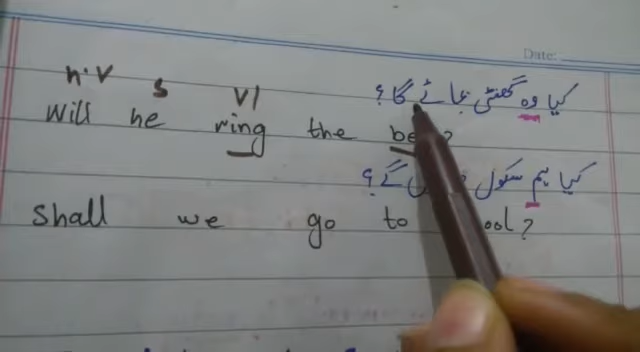 Date:
h.v s v1
کیا وہ گھنٹی بجائے گا؟
will he ring the
کیا ہم سکول گے؟
shall we go to